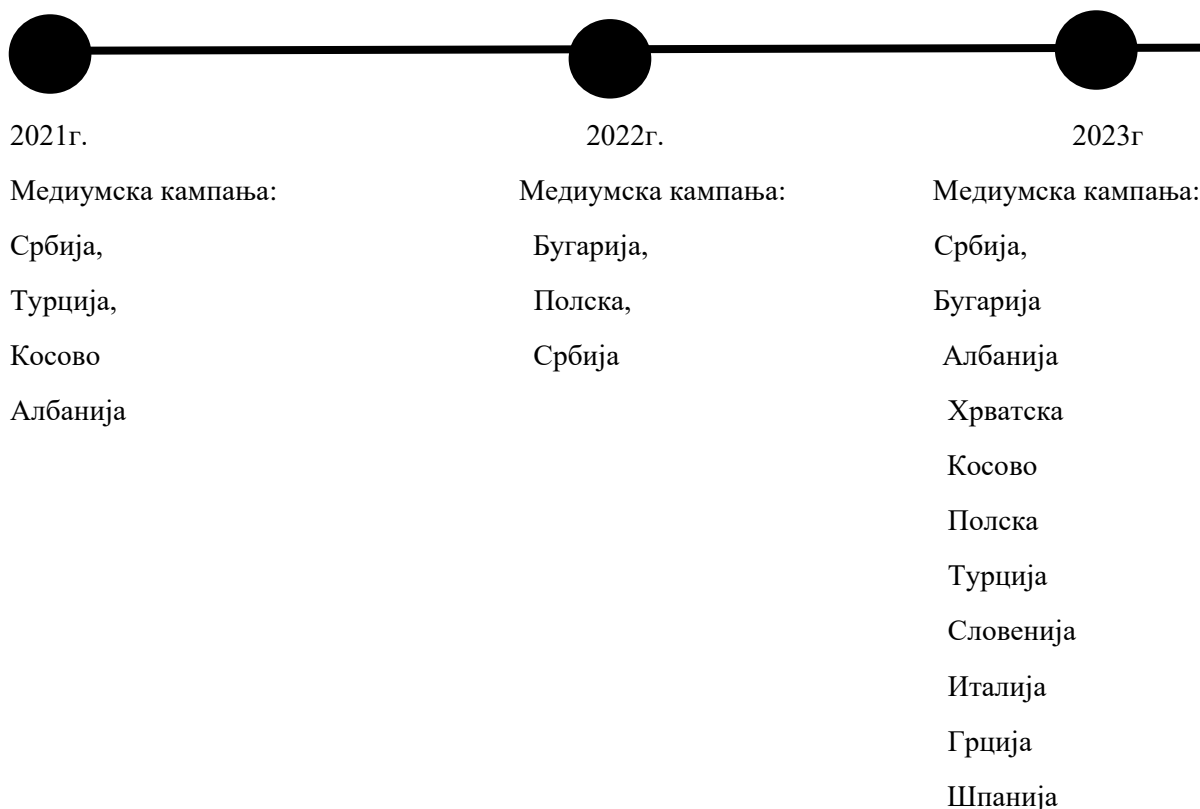 2021г.
Медиумска кампања:
Србија,
Турција,
Косово
Албанија
2022г.
Медиумска кампања:
Бугарија,
Полска,
Србија
2023г
Медиумска кампања:
Србија,
Бугарија
Албанија
Хрватска
Косово
Полска
Турција
Словенија
Италија
Грција
Шпанија